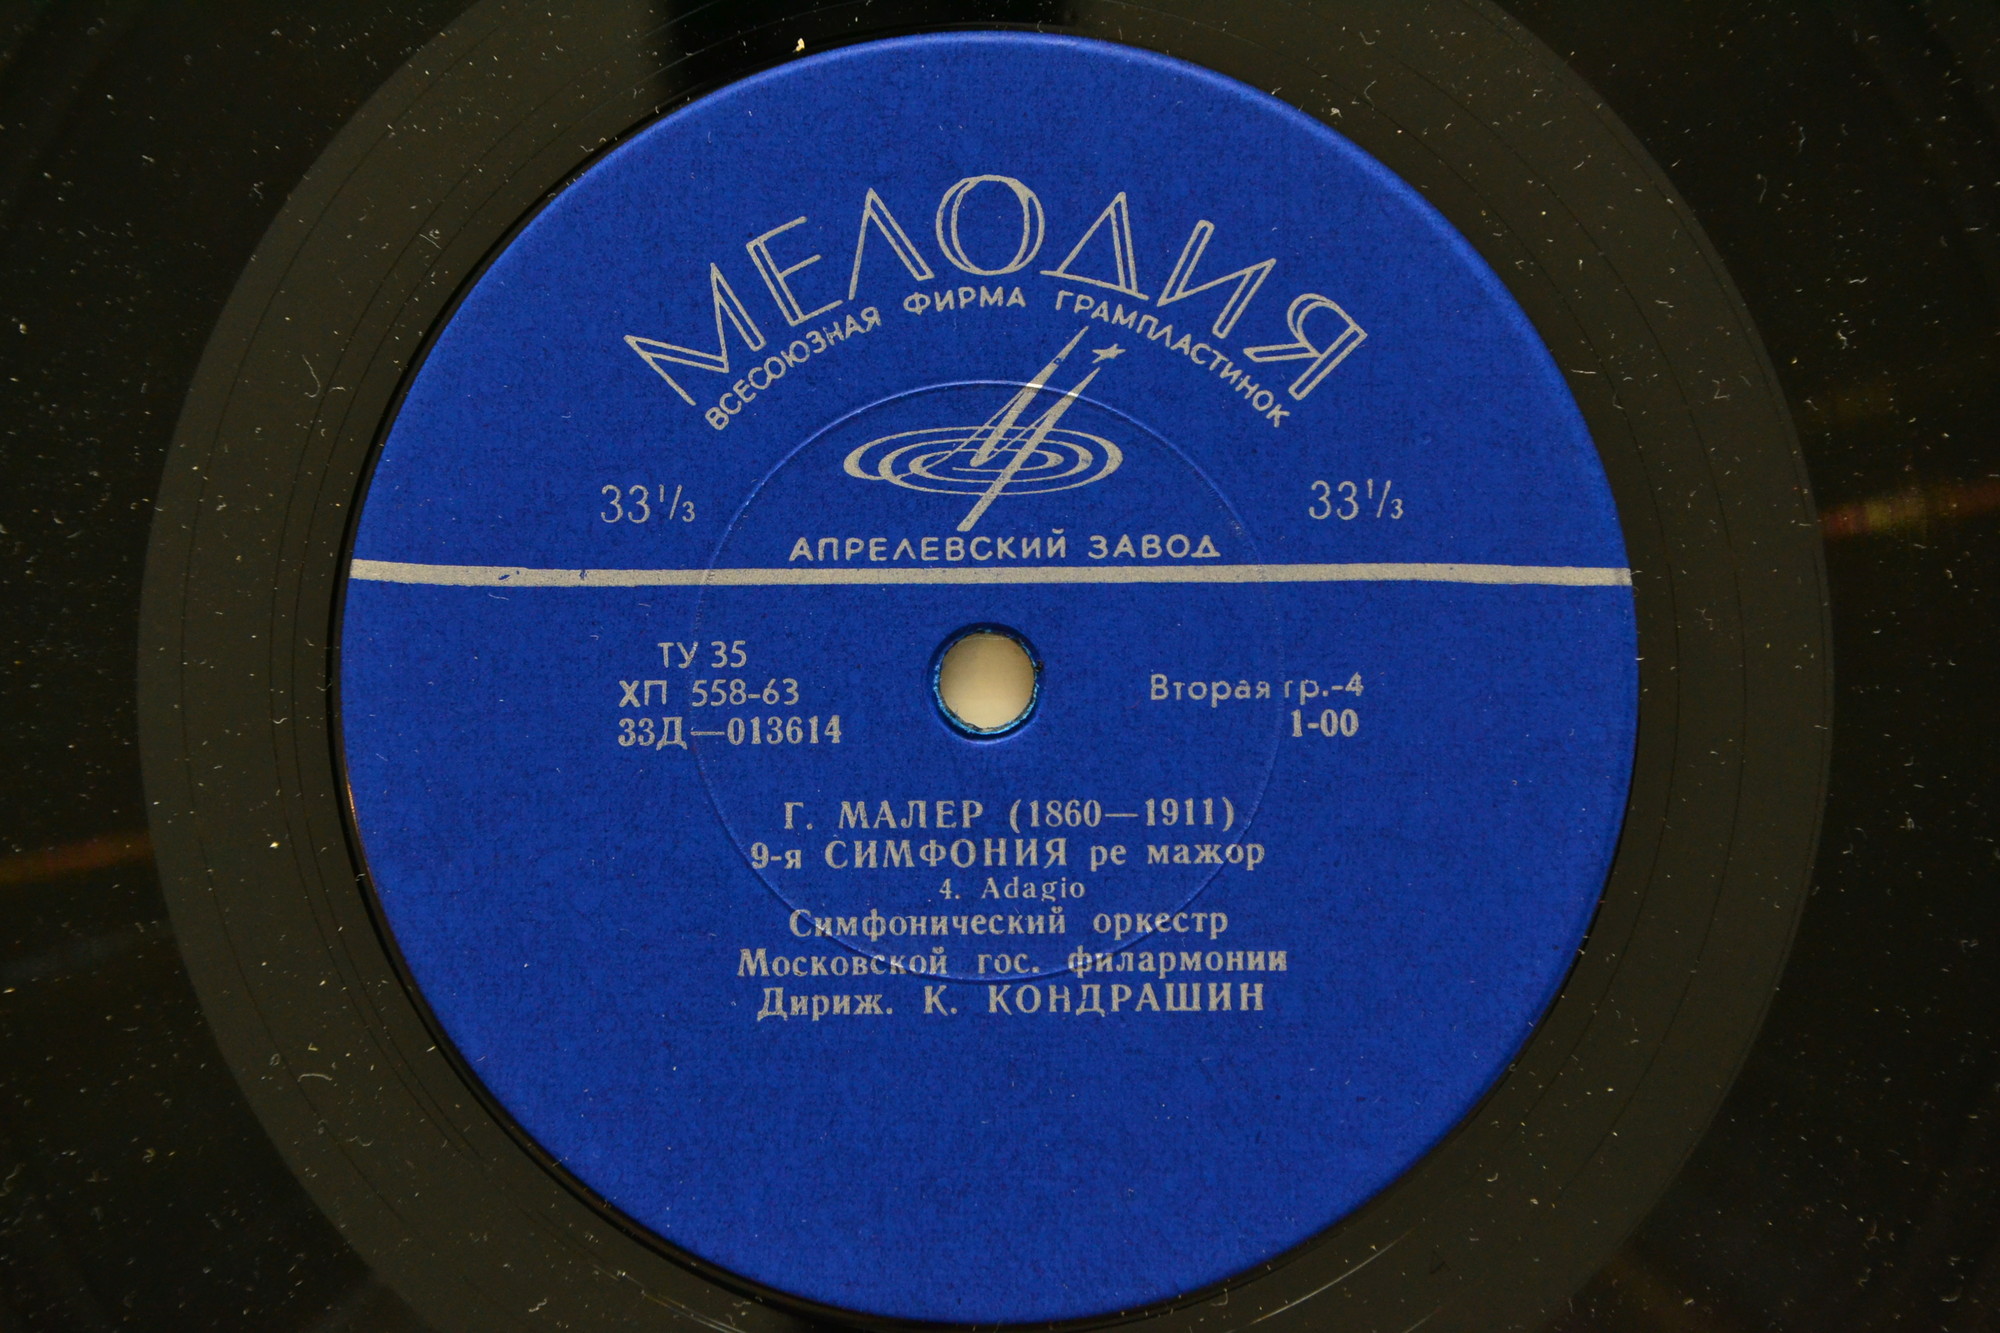 МЕЛОДИЯ
ВСЕСОЮЗНАЯ ФИРМА ГРАМПЛАСТИНОК
33⅓ 33⅓
АПРЕЛЕВСКИЙ ЗАВОД
ТУ 35
ХП 558-63
33Д—013614
Вторая гр.-4
1-00
Г. МАЛЕР (1860—1911)
9-я СИМФОНИЯ ре мажор
4. Adagio
Симфонический оркестр
Московской гос. филармонии
Дириж. К. КОНДРАШИН